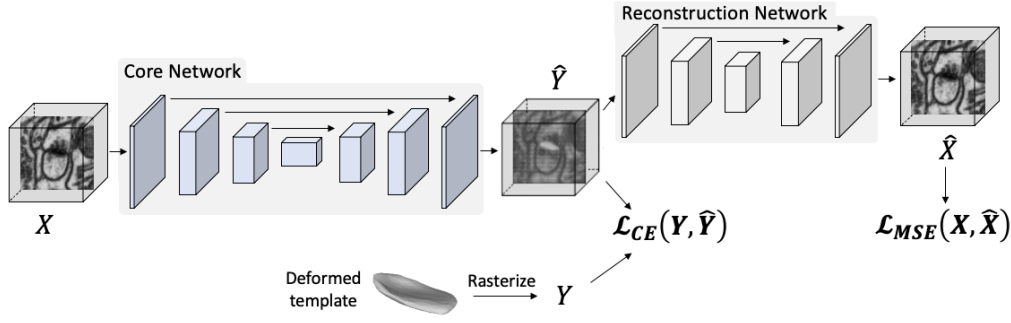 Reconstruction Network
Core Network
Ŷ
X
X̂
ℒ_CE(Y, Ŷ)
ℒ_MSE(X, X̂)
Deformed
template
Rasterize
Y